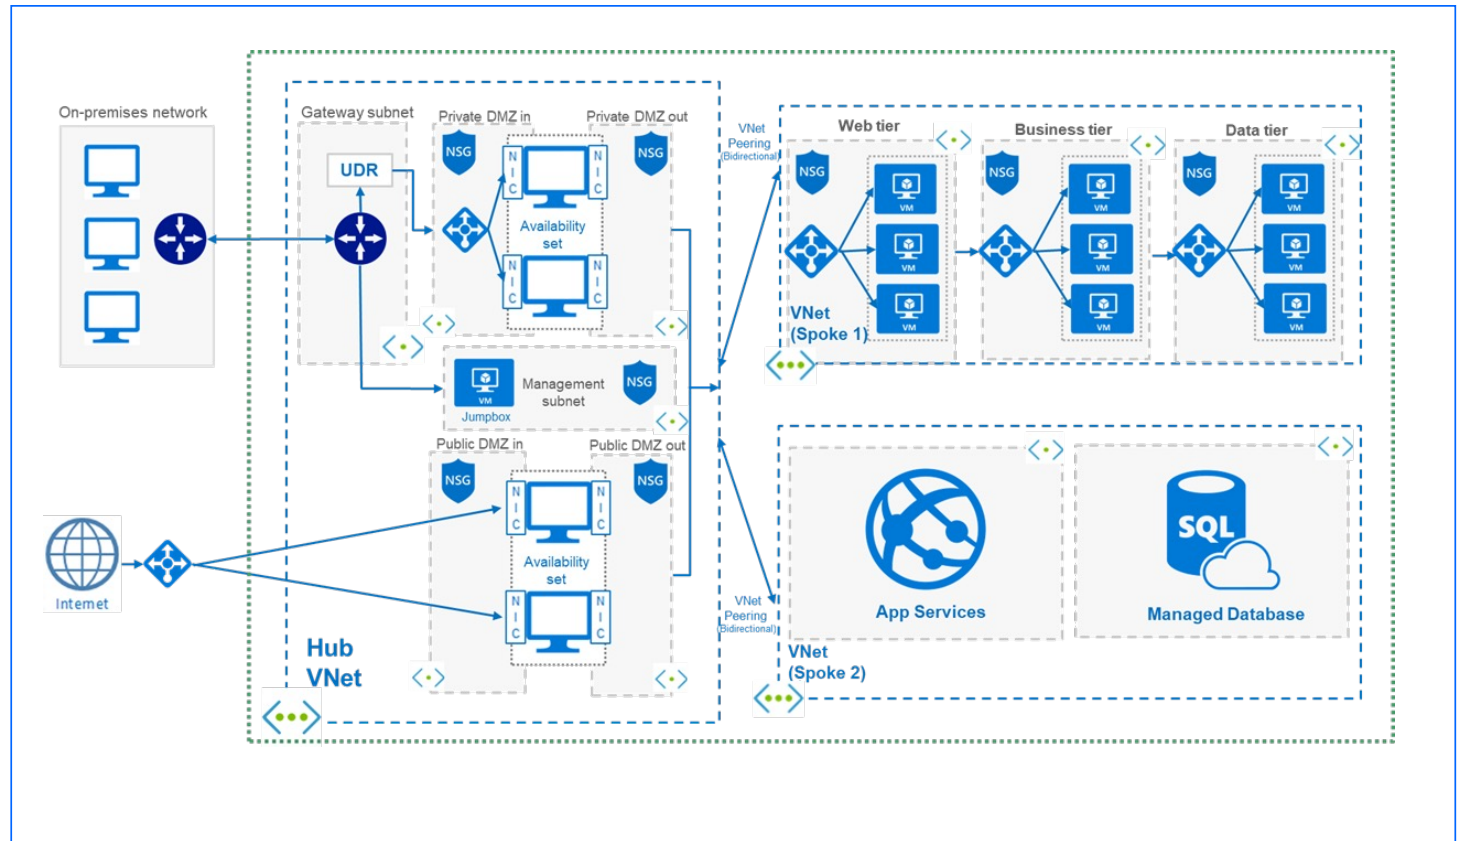 On-premises network
Gateway subnet
UDR
Private DMZ in
Private DMZ out
NSG
NSG
N
I
C
N
I
C
Availability
set
N
I
C
N
I
C
VM
Jumpbox
Management
subnet
NSG
Public DMZ in
Public DMZ out
NSG
NSG
N
I
C
N
I
C
Availability
set
N
I
C
N
I
C
Internet
Hub
VNet
VNet
Peering
(Bidirectional)
Web tier
NSG
VM
VM
VM
Business tier
NSG
VM
VM
VM
Data tier
NSG
VM
VM
VM
VNet
(Spoke 1)
VNet
Peering
(Bidirectional)
App Services
SQL
Managed Database
VNet
(Spoke 2)